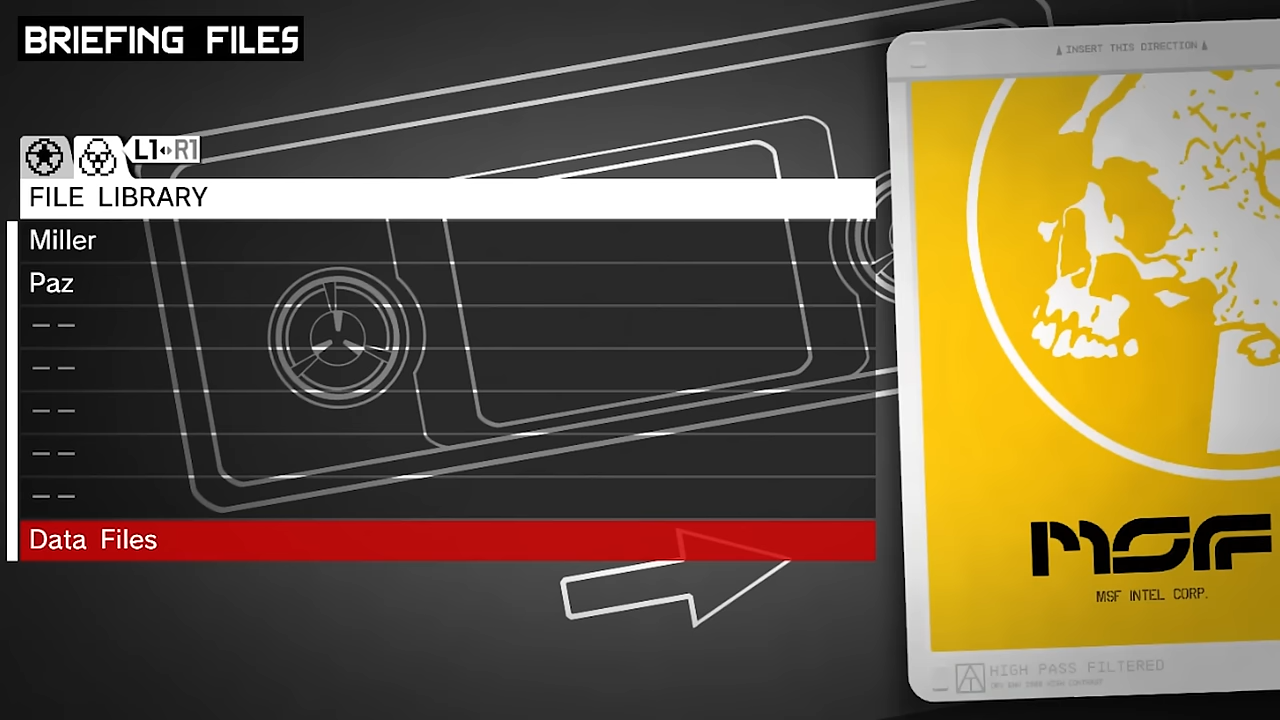 BRIEFING FILES
INSERT THIS DIRECTION
L1 R1
FILE LIBRARY
Miller
Paz
– –
– –
– –
– –
– –
Data Files
MSF
MSF INTEL CORP.
HIGH PASS FILTERED